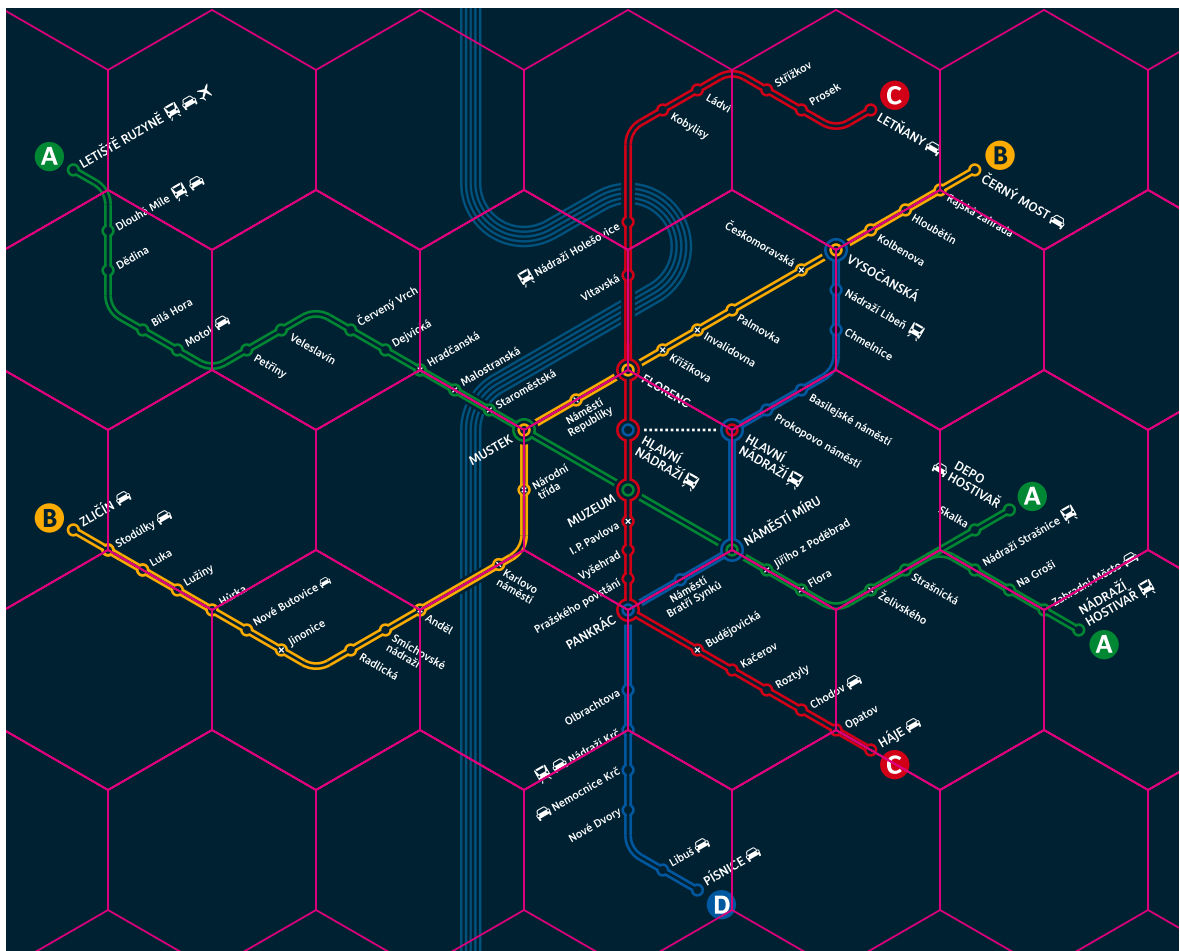 A
LETIŠTĚ RUZYNĚ
Dlouhá Míle
Dědina
Bílá Hora
Motol
Petřiny
Veleslavín
Červený Vrch
Dejvická
Hradčanská
Malostranská
Staroměstská
MUSTEK
MUZEUM
NÁMĚSTÍ MÍRU
Jiřího z Poděbrad
Flora
Želivského
Strašnická
Skalka
DEPO
HOSTIVAŘ
A
Nádraží Strašnice
Na Groši
Zahradní Město
NÁDRAŽÍ
HOSTIVAŘ
A
C
LETŇANY
Prosek
Střížkov
Ládví
Kobylisy
Nádraží Holešovice
Vltavská
FLORENC
HLAVNÍ
NÁDRAŽÍ
I.P. Pavlova
Vyšehrad
Pražského povstání
PANKRÁC
Budějovická
Kačerov
Roztyly
Chodov
Opatov
HÁJE
C
B
ČERNÝ MOST
Rajská zahrada
Hloubětín
Kolbenova
VYSOČANSKÁ
Českomoravská
Palmovka
Invalidovna
Křižíkova
Náměstí
Republiky
Národní
třída
Karlovo
náměstí
Anděl
Smíchovské
nádraží
Radlická
Jinonice
Nové Butovice
Hůrka
Lužiny
Luka
Stodůlky
ZLIČÍN
B
Nádraží Libeň
Chmelnice
Basilejské náměstí
Prokopovo náměstí
HLAVNÍ
NÁDRAŽÍ
Náměstí
Bratří Synků
Olbrachtova
Nádraží Krč
Nemocnice Krč
Nové Dvory
Libuš
PÍSNICE
D